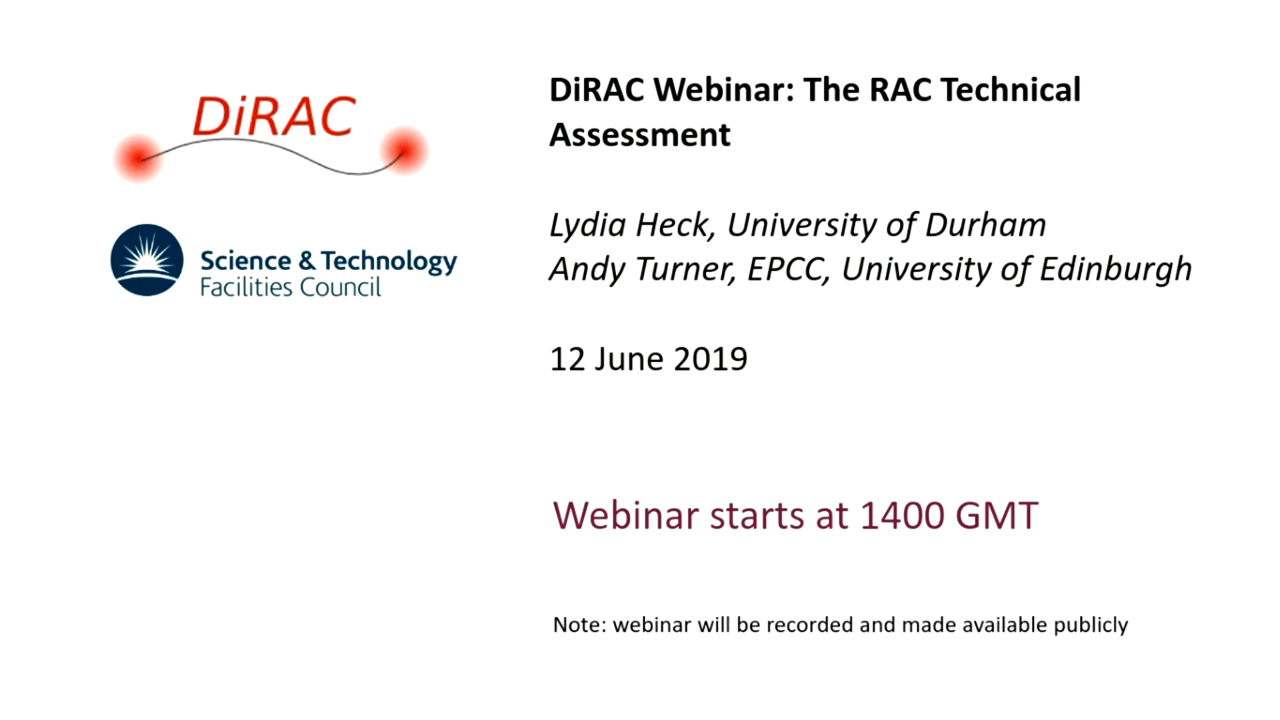 DiRAC
Science & Technology
Facilities Council
DiRAC Webinar: The RAC Technical
Assessment
Lydia Heck, University of Durham
Andy Turner, EPCC, University of Edinburgh
12 June 2019
Webinar starts at 1400 GMT
Note: webinar will be recorded and made available publicly